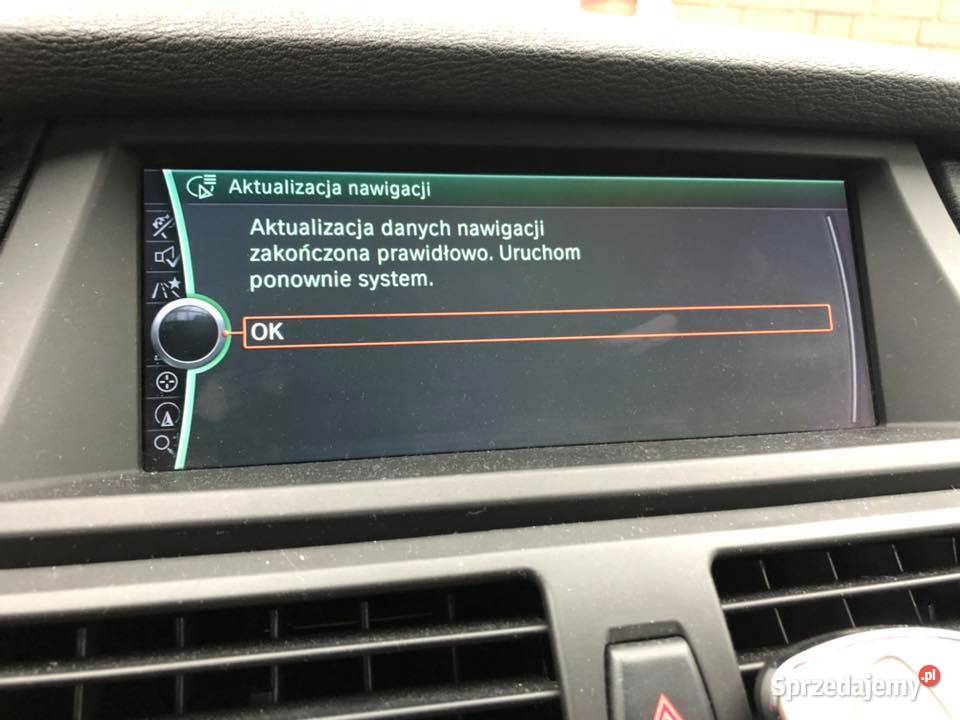 Aktualizacja nawigacji
Aktualizacja danych nawigacji
zakończona prawidłowo. Uruchom
ponownie system.
OK
Sprzedajemy.pl